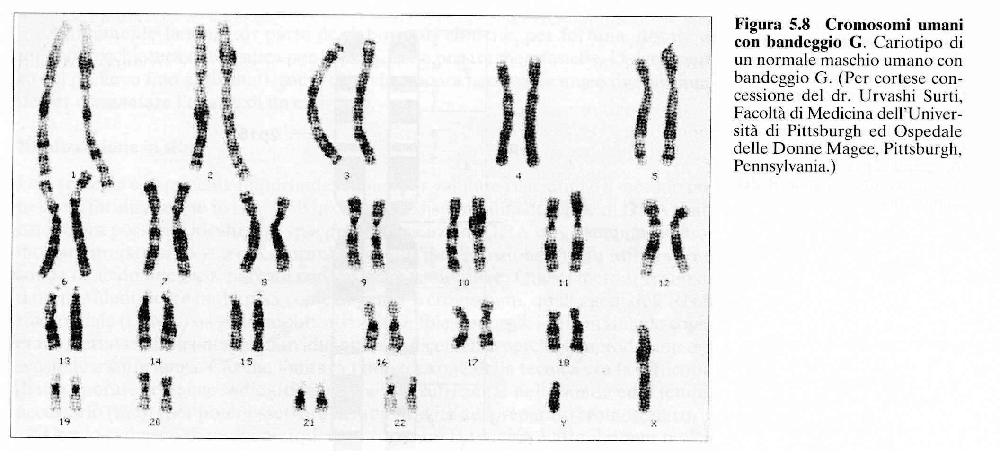 Figura 5.8 Cromosomi umani
con bandeggio G. Cariotipo di
un normale maschio umano con
bandeggio G. (Per cortese con-
cessione del dr. Urvashi Surti,
Facoltà di Medicina dell'Univer-
sità di Pittsburgh ed Ospedale
delle Donne Magee, Pittsburgh,
Pennsylvania.)
1 2 3 4 5
6 7 8 9 10 11 12
13 14 15 16 17 18
19 20 21 22 Y X